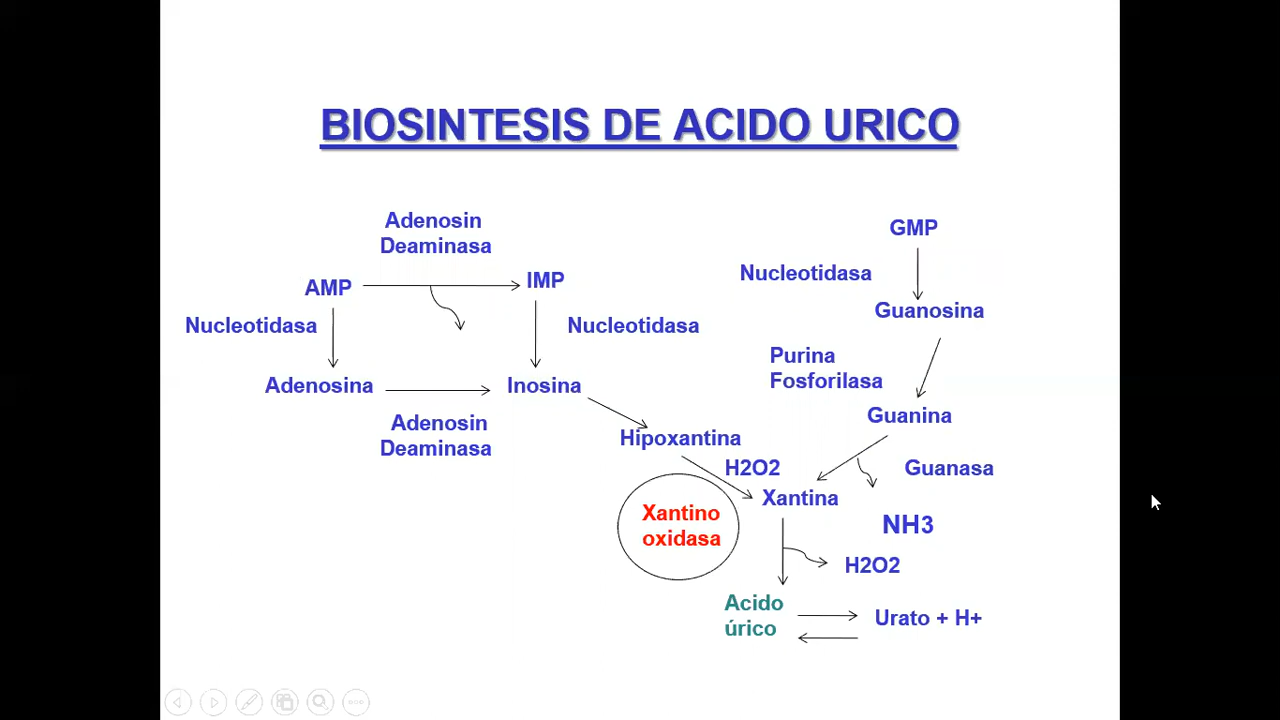 BIOSINTESIS DE ACIDO URICO
Adenosin
Deaminasa
AMP
IMP
Nucleotidasa
Nucleotidasa
Adenosina
Inosina
Adenosin
Deaminasa
GMP
Nucleotidasa
Guanosina
Purina
Fosforilasa
Guanina
Hipoxantina
H2O2
Guanasa
Xantina
Xantino
oxidasa
NH3
H2O2
Acido
úrico
Urato + H+